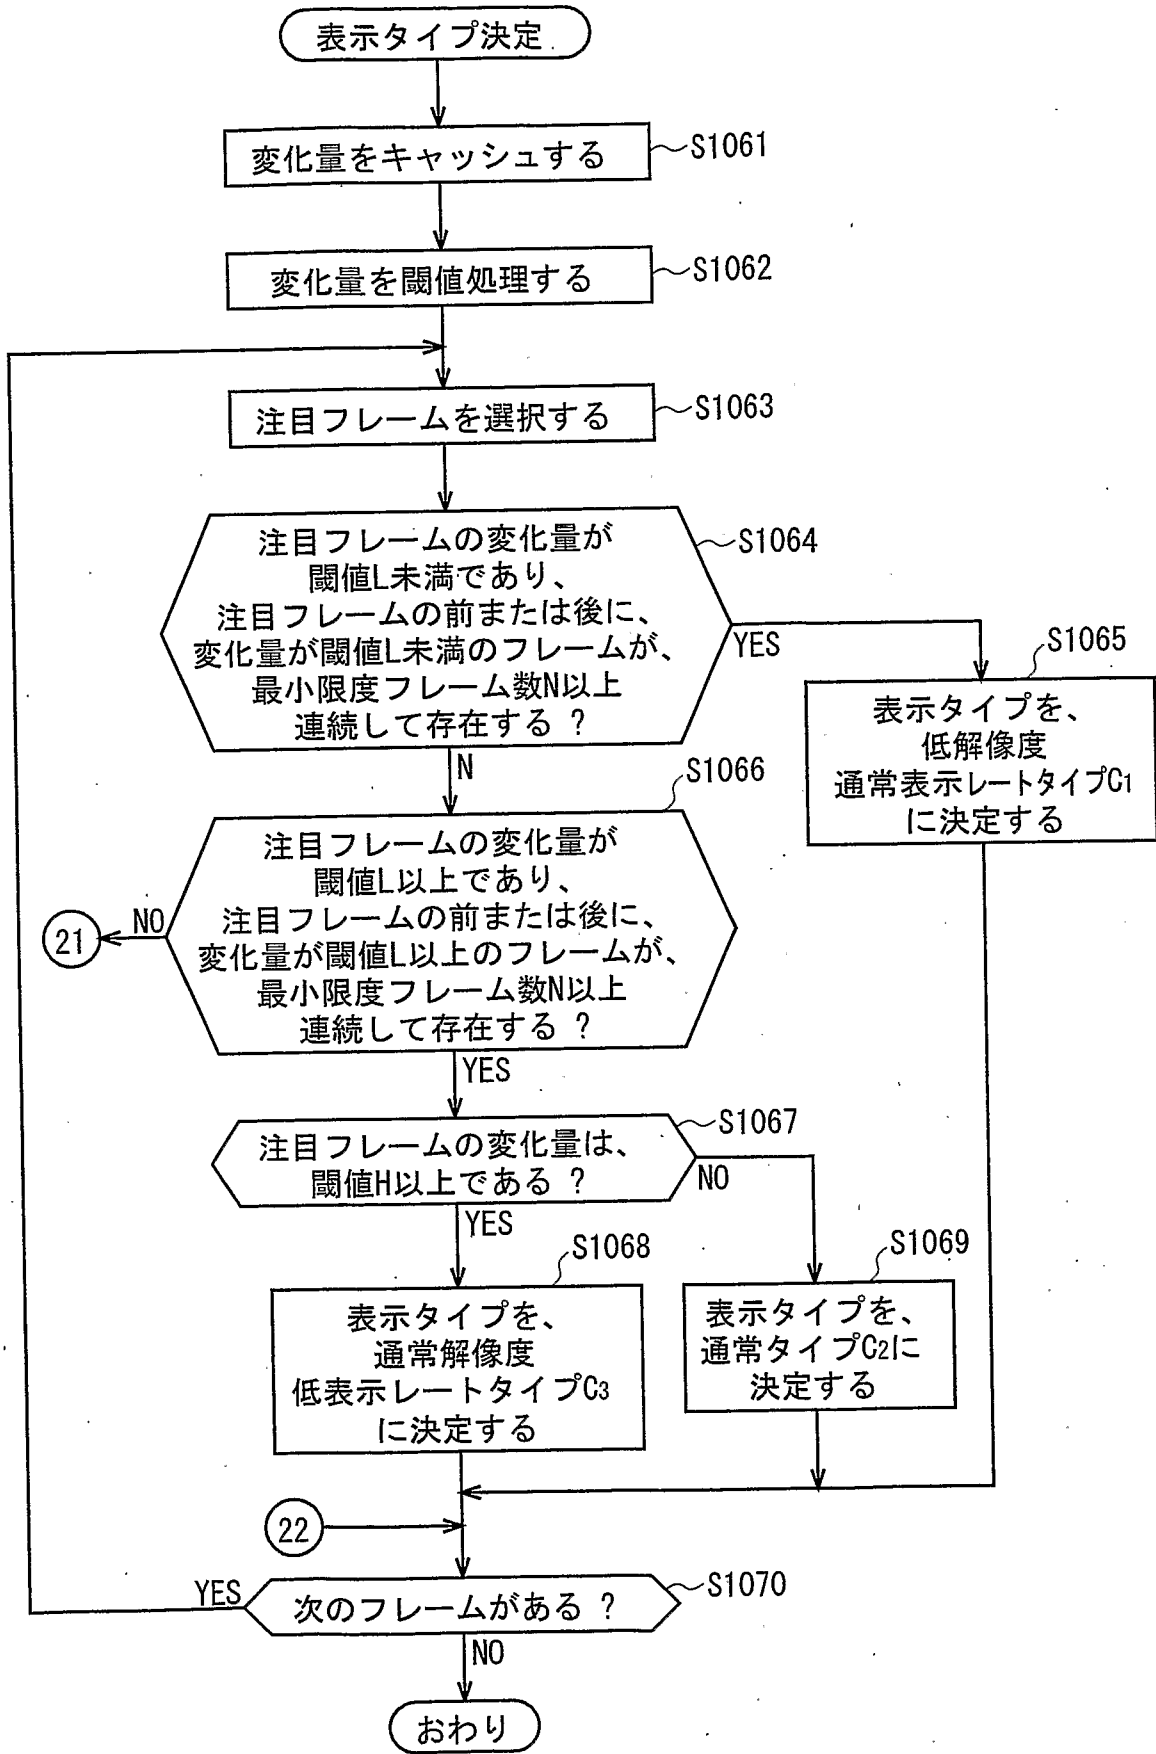 表示タイプ決定
変化量をキャッシュする
S1061
変化量を閾値処理する
S1062
注目フレームを選択する
S1063
注目フレームの変化量が
閾値L未満であり、
注目フレームの前または後に、
変化量が閾値L未満のフレームが、
最小限度フレーム数N以上
連続して存在する ?
S1064
YES
S1065
表示タイプを、
低解像度
通常表示レートタイプC1
に決定する
N
S1066
注目フレームの変化量が
閾値L以上であり、
注目フレームの前または後に、
変化量が閾値L以上のフレームが、
最小限度フレーム数N以上
連続して存在する ?
NO
21
YES
注目フレームの変化量は、
閾値H以上である ?
S1067
NO
YES
S1068
表示タイプを、
通常解像度
低表示レートタイプC3
に決定する
S1069
表示タイプを、
通常タイプC2に
決定する
22
次のフレームがある ?
S1070
YES
NO
おわり